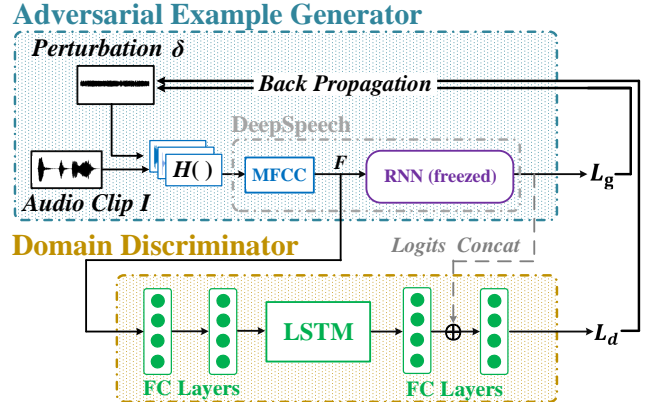 Adversarial Example Generator
Perturbation δ
Back Propagation
DeepSpeech
H( )
MFCC
F
RNN (freezed)
Lg
Audio Clip I
Domain Discriminator
Logits Concat
LSTM
⊕
Ld
FC Layers
FC Layers